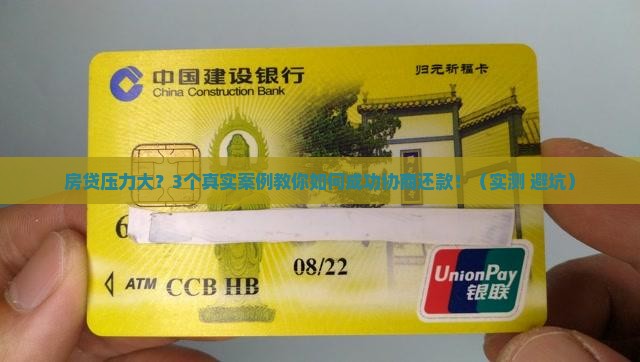 中国建设银行
China Construction Bank
归元祈福卡
房贷压力大？3个真实案例教你如何成功协商还款！（实测 避坑）
6
08/22
ATM CCB HB
UnionPay
银联